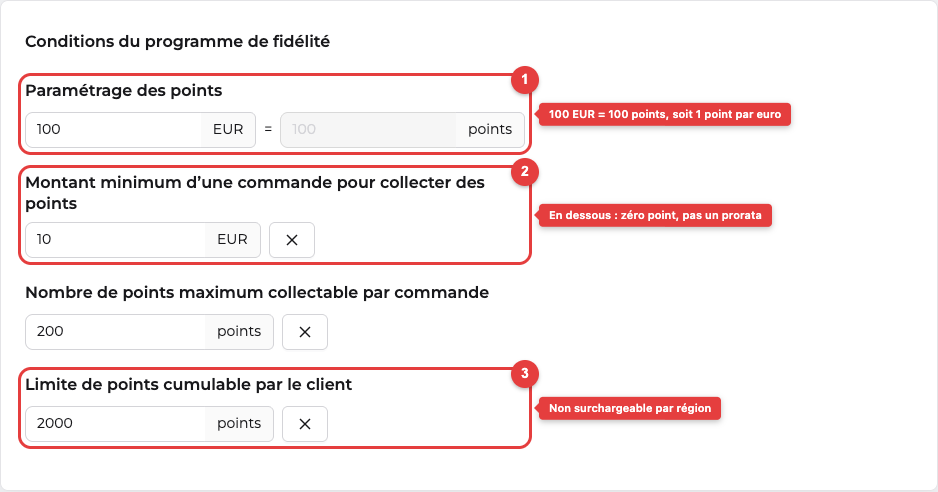 Conditions du programme de fidélité
1
Paramétrage des points
100 EUR = 100 points
100 EUR = 100 points, soit 1 point par euro
2
Montant minimum d’une commande pour collecter des
points
10 EUR ×
En dessous : zéro point, pas un prorata
Nombre de points maximum collectable par commande
200 points ×
3
Limite de points cumulable par le client
2000 points ×
Non surchargeable par région